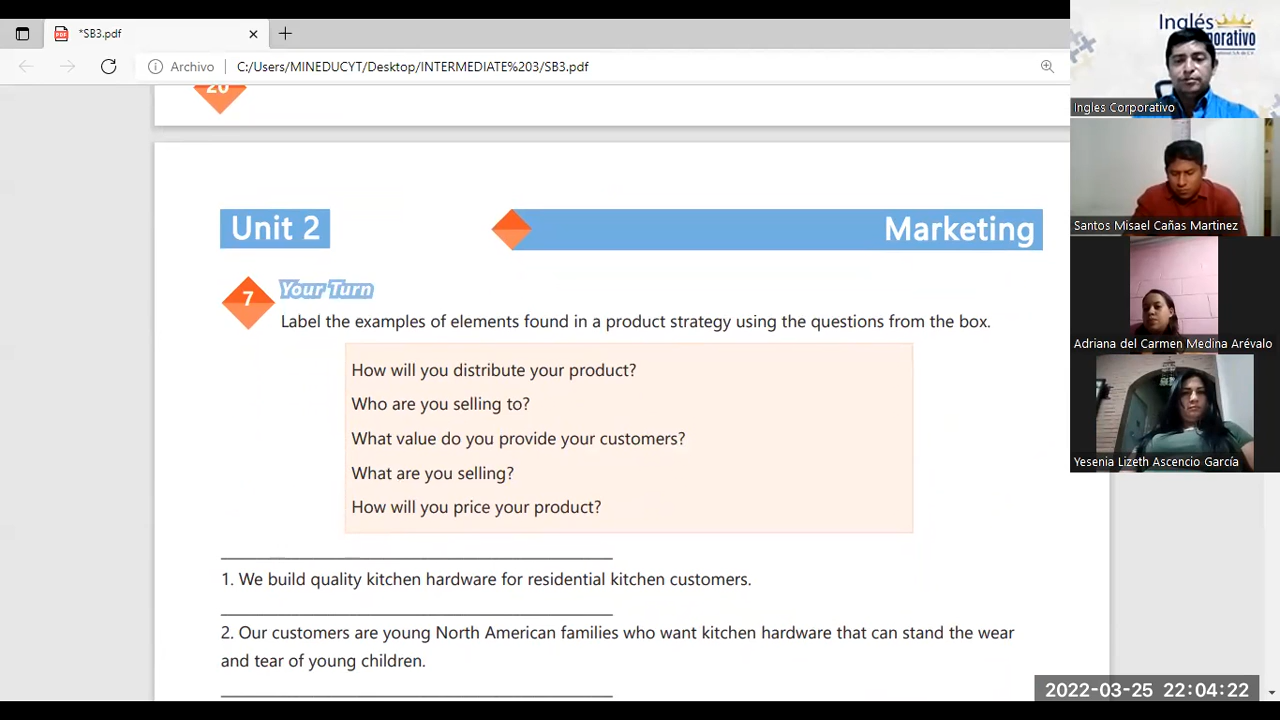 *SB3.pdf
Archivo
C:/Users/MINEDUCYT/Desktop/INTERMEDIATE%203/SB3.pdf
20
Unit 2
Marketing
7
Your Turn
Label the examples of elements found in a product strategy using the questions from the box.
How will you distribute your product?
Who are you selling to?
What value do you provide your customers?
What are you selling?
How will you price your product?
1. We build quality kitchen hardware for residential kitchen customers.
2. Our customers are young North American families who want kitchen hardware that can stand the wear
and tear of young children.
Inglés
Ingles Corporativo
Santos Misael Cañas Martinez
Adriana del Carmen Medina Arévalo
Yesenia Lizeth Ascencio García
2022-03-25 22:04:22